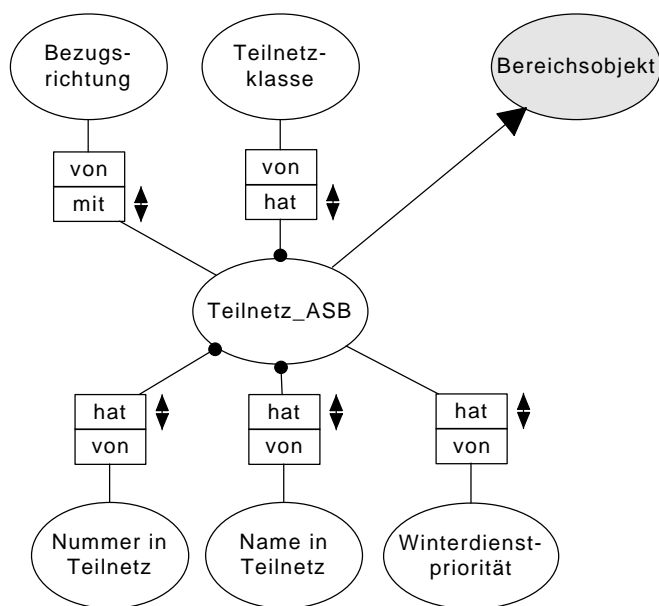 Bezugs-
richtung
Teilnetz-
klasse
Bereichsobjekt
von
mit
von
hat
Teilnetz_ASB
hat
von
hat
von
hat
von
Nummer in
Teilnetz
Name in
Teilnetz
Winterdienst-
priorität